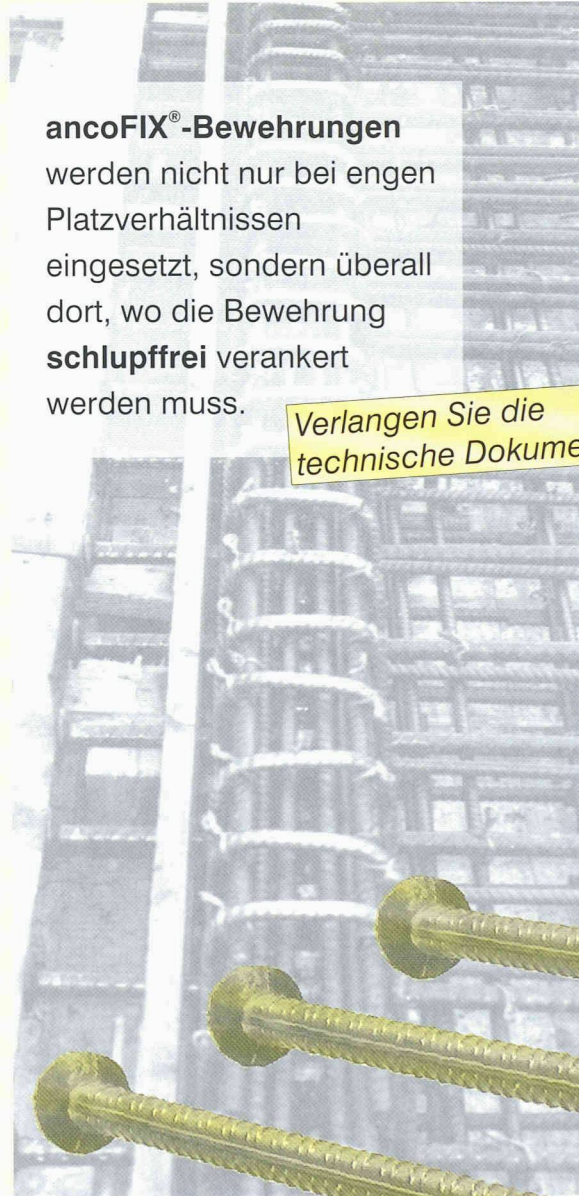 ancoFIX®-Bewehrungen
werden nicht nur bei engen
Platzverhältnissen
eingesetzt, sondern überall
dort, wo die Bewehrung
schlupffrei verankert
werden muss.
Verlangen Sie die
technische Dokume